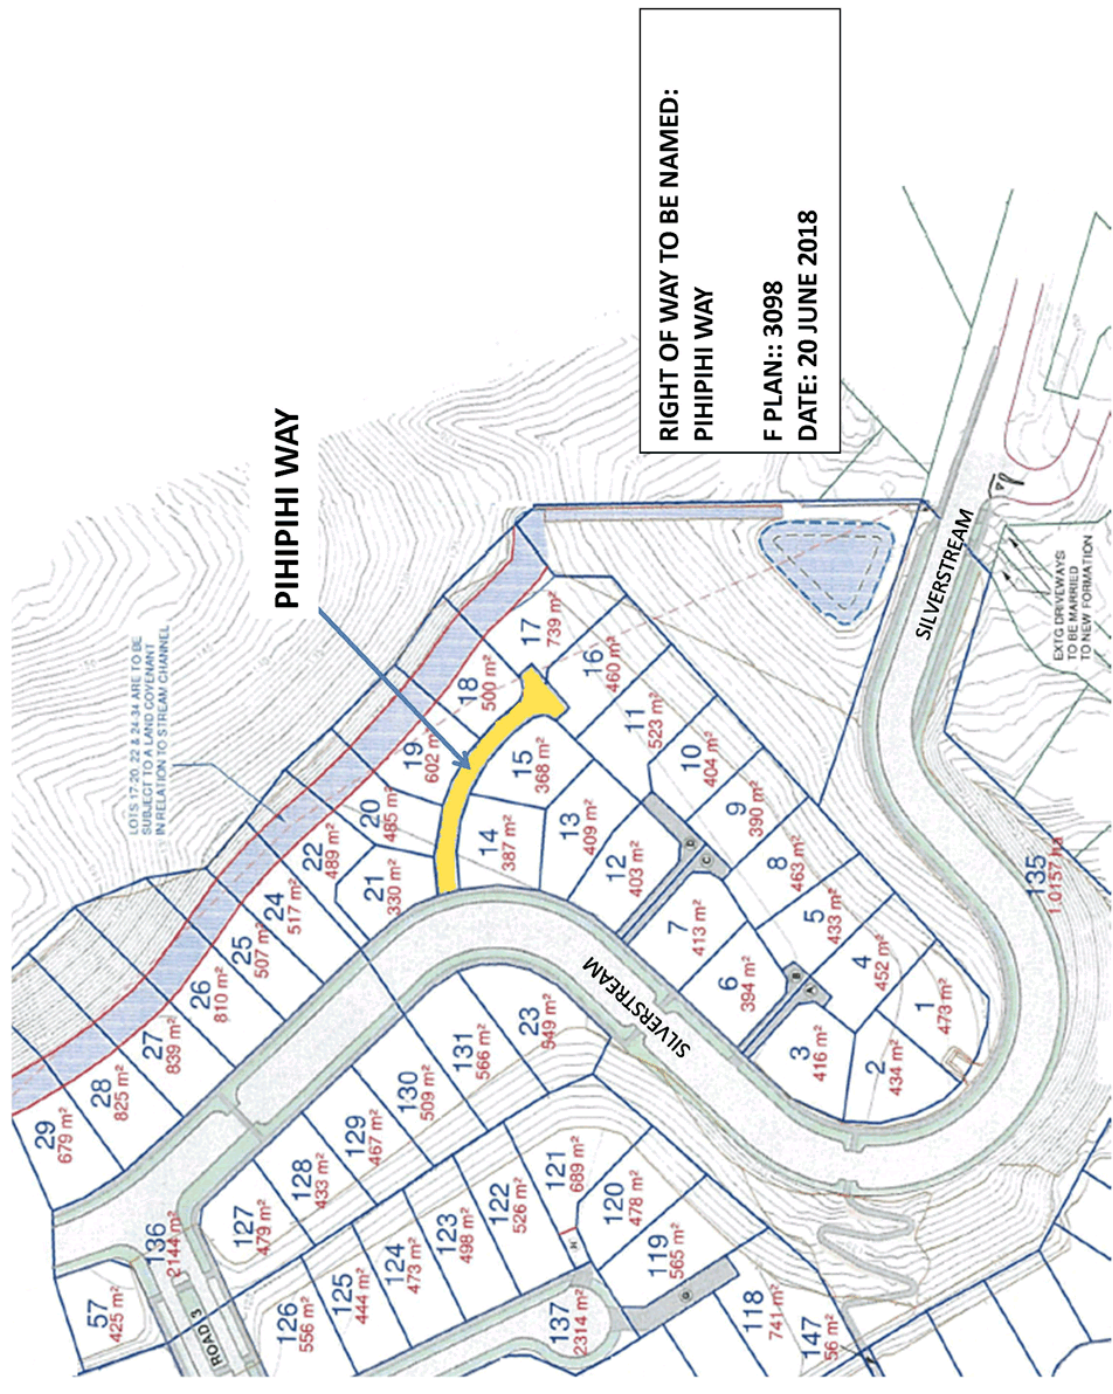 RIGHT OF WAY TO BE NAMED:
PIHIPIHI WAY
F PLAN:: 3098
DATE: 20 JUNE 2018
PIHIPIHI WAY
LOTS 17-20, 22 & 24-34 ARE TO BE
SUBJECT TO A LAND COVENANT
IN RELATION TO STREAM CHANNEL
EXTG DRIVEWAYS
TO BE MARRIED
TO NEW FORMATION
SILVERSTREAM
SILVERSTREAM
ROAD 3
29
679 m²
28
825 m²
27
839 m²
26
810 m²
25
507 m²
24
517 m²
22
489 m²
21
330 m²
20
485 m²
19
602 m²
18
500 m²
17
739 m²
16
460 m²
15
368 m²
14
387 m²
13
409 m²
12
403 m²
11
523 m²
10
404 m²
9
390 m²
8
463 m²
7
413 m²
6
394 m²
5
433 m²
4
452 m²
3
416 m²
2
434 m²
1
473 m²
D
C
B
A
135
1.0157 ha
23
549 m²
131
566 m²
130
509 m²
129
467 m²
128
433 m²
127
479 m²
136
2144 m²
57
425 m²
126
556 m²
125
444 m²
124
473 m²
123
498 m²
122
526 m²
121
689 m²
120
478 m²
119
565 m²
H
G
118
741 m²
137
2314 m²
147
56 m²